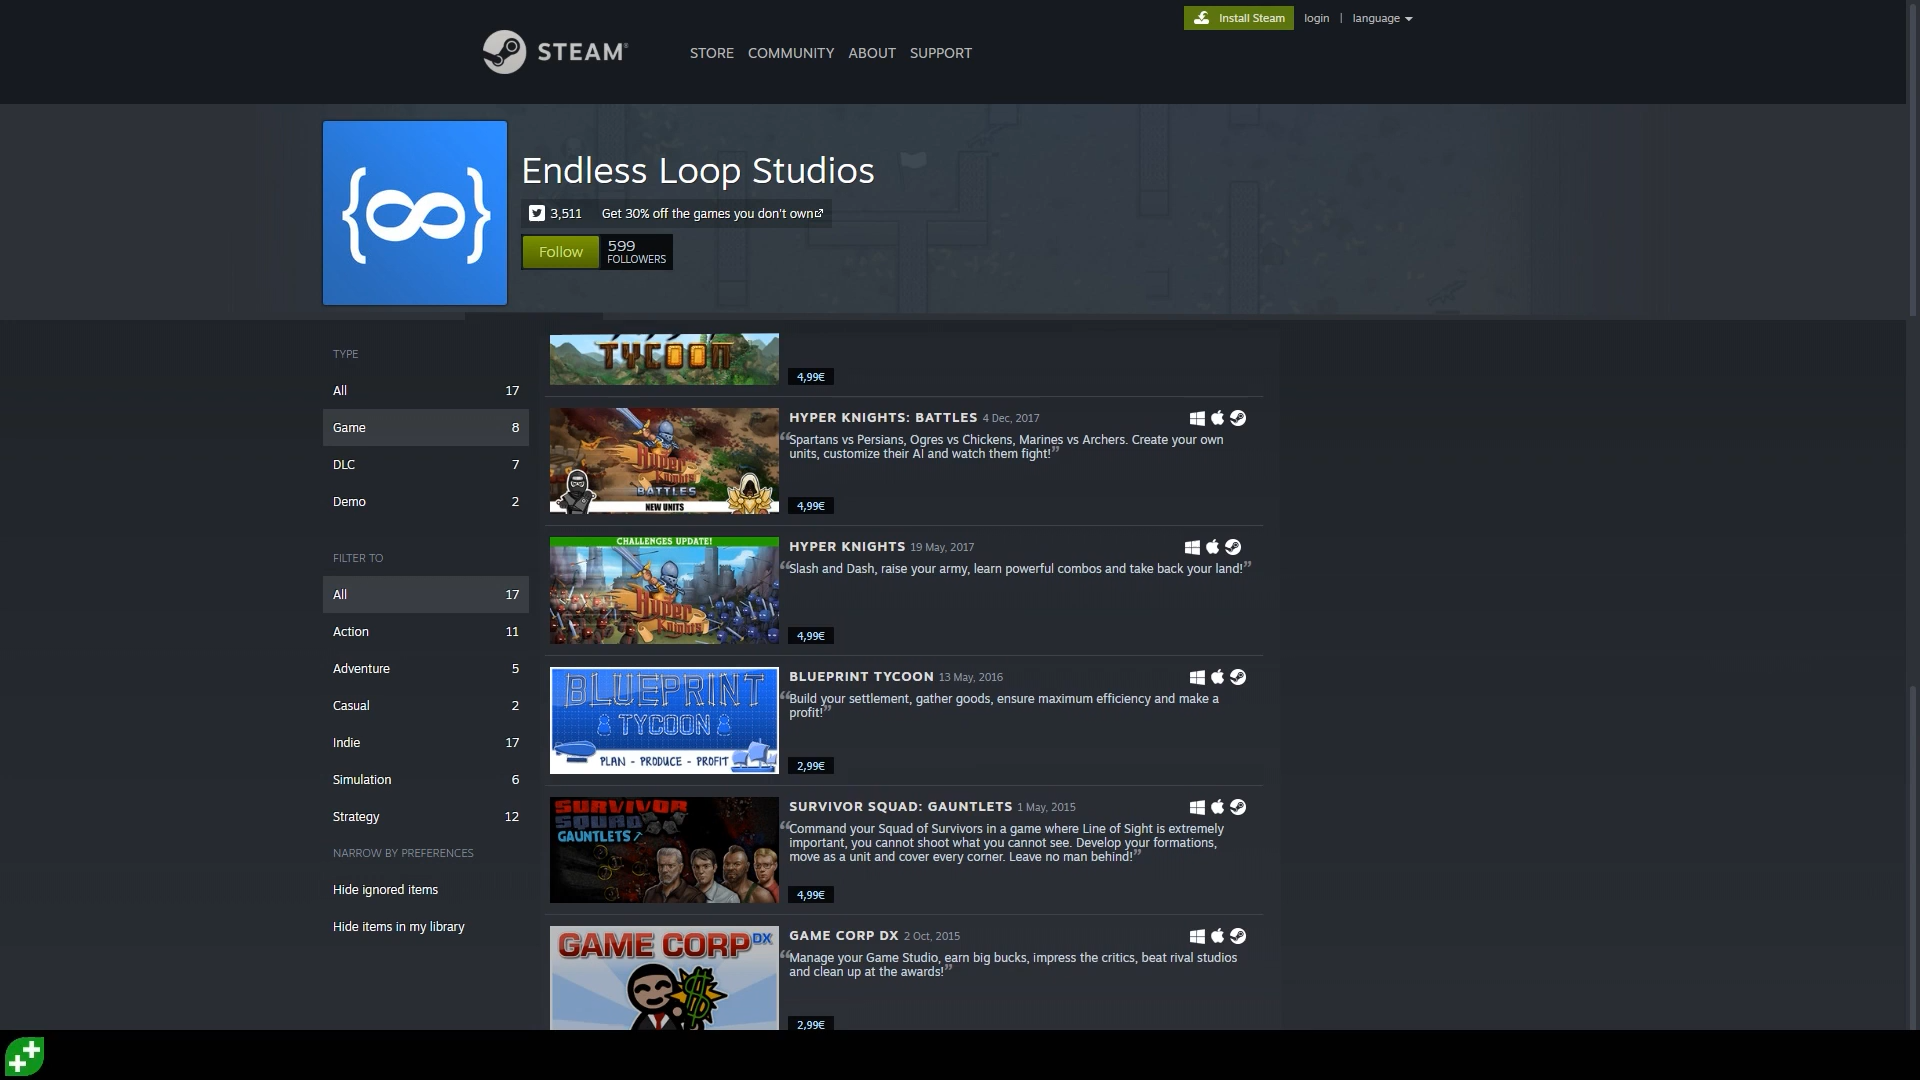 Install Steam login | language
STEAM
STORE COMMUNITY ABOUT SUPPORT
Endless Loop Studios
3,511 Get 30% off the games you don't own
Follow
599
FOLLOWERS
TYPE
All 17
Game 8
DLC 7
Demo 2
FILTER TO
All 17
Action 11
Adventure 5
Casual 2
Indie 17
Simulation 6
Strategy 12
NARROW BY PREFERENCES
Hide ignored items
Hide items in my library
TYCOON
4,99€
Hyper
Knights
BATTLES
NEW UNITS
HYPER KNIGHTS: BATTLES 4 Dec, 2017
“Spartans vs Persians, Ogres vs Chickens, Marines vs Archers. Create your own
units, customize their AI and watch them fight!”
4,99€
CHALLENGES UPDATE!
Hyper
Knights
HYPER KNIGHTS 19 May, 2017
“Slash and Dash, raise your army, learn powerful combos and take back your land!”
4,99€
BLUEPRINT
TYCOON
PLAN - PRODUCE - PROFIT
BLUEPRINT TYCOON 13 May, 2016
“Build your settlement, gather goods, ensure maximum efficiency and make a
profit!”
2,99€
SURVIVOR
SQUAD
GAUNTLETS
SURVIVOR SQUAD: GAUNTLETS 1 May, 2015
“Command your Squad of Survivors in a game where Line of Sight is extremely
important, you cannot shoot what you cannot see. Develop your formations,
move as a unit and cover every corner. Leave no man behind!”
4,99€
GAME CORP DX
GAME CORP DX 2 Oct, 2015
“Manage your Game Studio, earn big bucks, impress the critics, beat rival studios
and clean up at the awards!”
2,99€